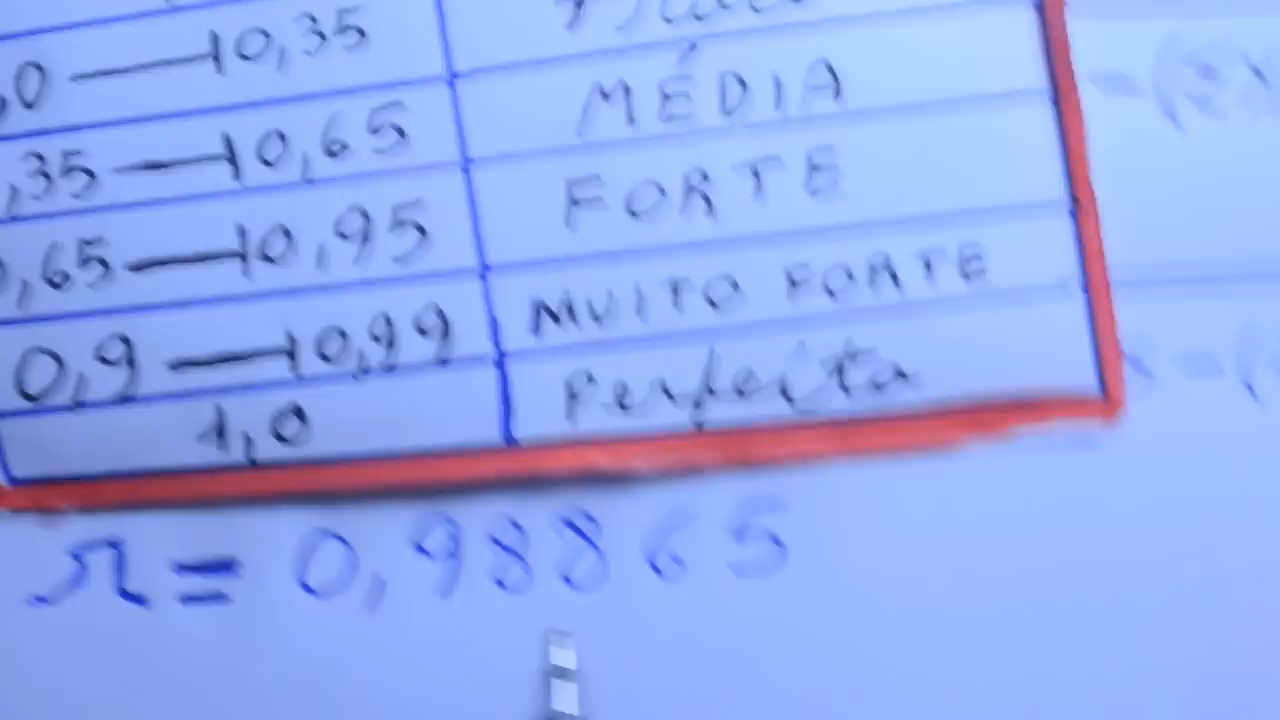 ,0 —| 0,35
,35 —| 0,65 MÉDIA
0,65 —| 0,95 FORTE
0,9 —| 0,99 MUITO FORTE
1,0 Perfeita
r = 0,98865